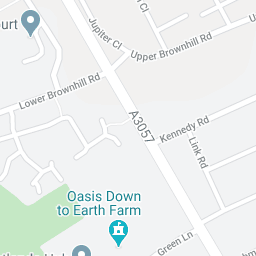 Jupiter Cl
Upper Brownhill Rd
ourt
Lower Brownhill Rd
A3057
Kennedy Rd
Link Rd
Oasis Down
to Earth Farm
Green Ln